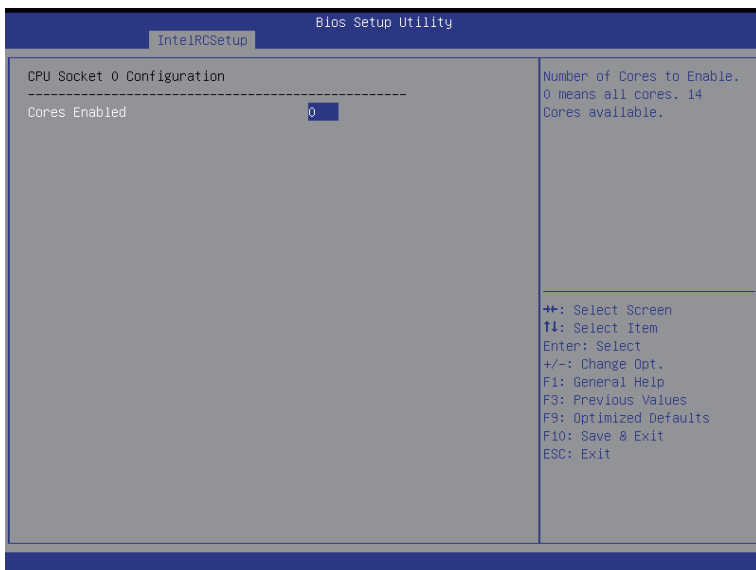 Bios Setup Utility
IntelRCSetup
CPU Socket 0 Configuration
--------------------------------------------------
Cores Enabled 0
Number of Cores to Enable.
0 means all cores. 14
Cores available.
→←: Select Screen
↑↓: Select Item
Enter: Select
+/-: Change Opt.
F1: General Help
F3: Previous Values
F9: Optimized Defaults
F10: Save & Exit
ESC: Exit